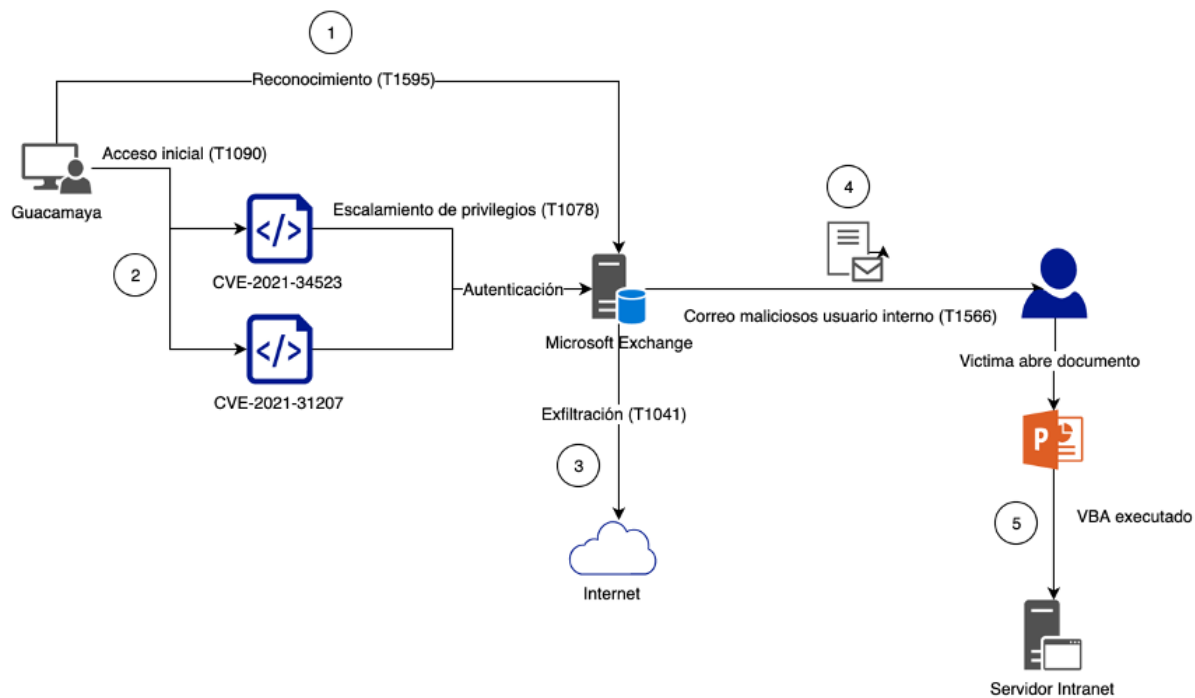 1
Reconocimiento (T1595)
Acceso inicial (T1090)
Guacamaya
2
CVE-2021-34523
CVE-2021-31207
Escalamiento de privilegios (T1078)
Autenticación
Microsoft Exchange
Exfiltración (T1041)
3
Internet
4
Correo maliciosos usuario interno (T1566)
Victima abre documento
P
5
VBA executado
Servidor Intranet